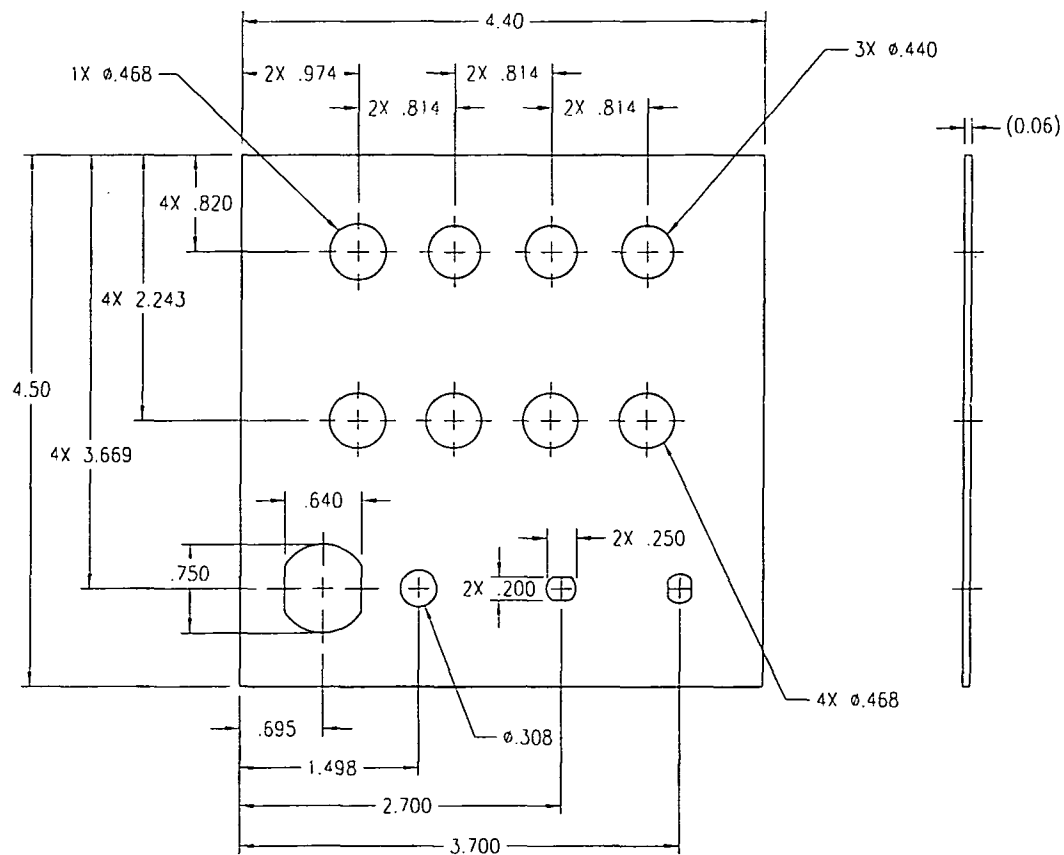 4.40
1X ø.468
2X .974
2X .814
3X ø.440
2X .814
2X .814
(0.06)
4X .820
4X 2.243
4.50
4X 3.669
.640
2X .250
.750
2X .200
4X ø.468
.695
ø.308
1.498
2.700
3.700